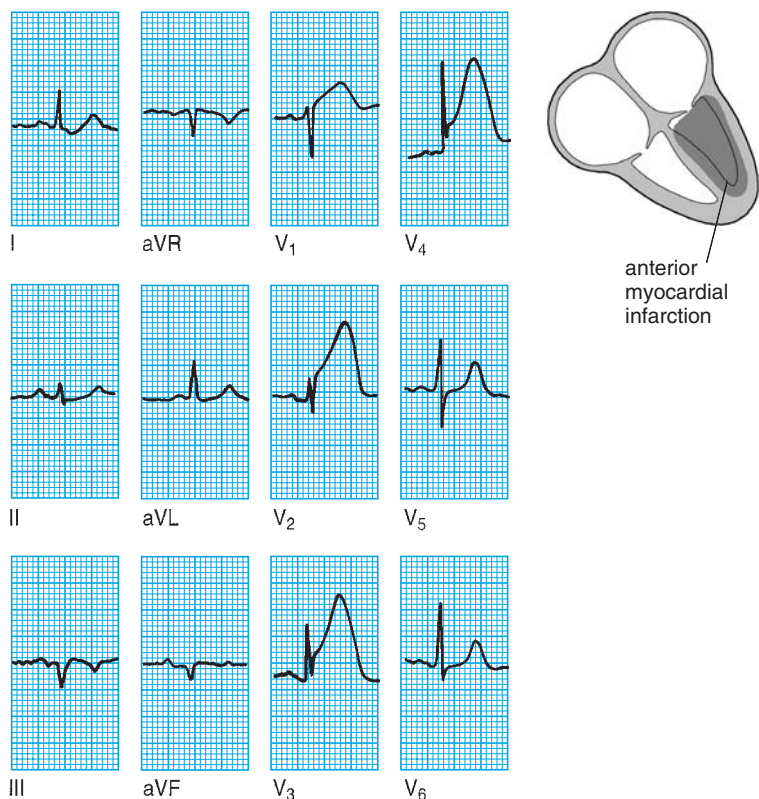 I
aVR
V₁
V₄
anterior
myocardial
infarction
II
aVL
V₂
V₅
III
aVF
V₃
V₆